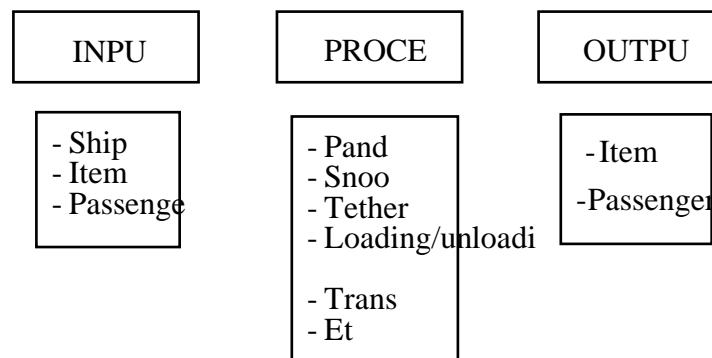 INPU
PROCE
OUTPU
- Ship
- Item
- Passenge
- Pand
- Snoo
- Tether
- Loading/unloadi
- Trans
- Et
- Item
-Passenger